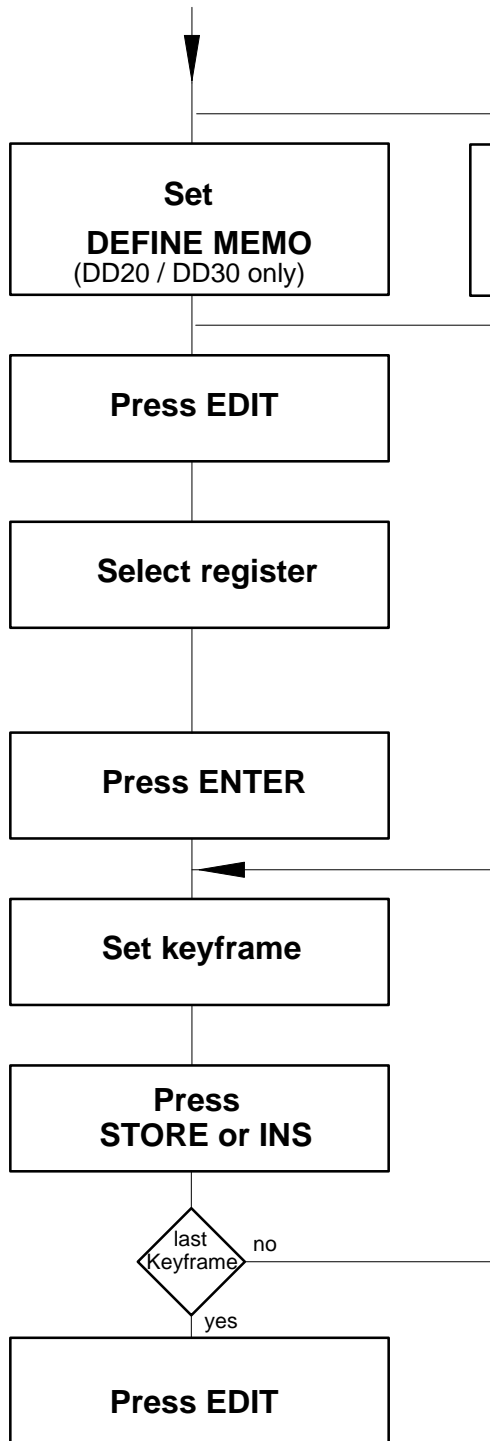 Set
DEFINE MEMO
(DD20 / DD30 only)
Press EDIT
Select register
Press ENTER
Set keyframe
Press
STORE or INS
last
Keyframe
no
yes
Press EDIT